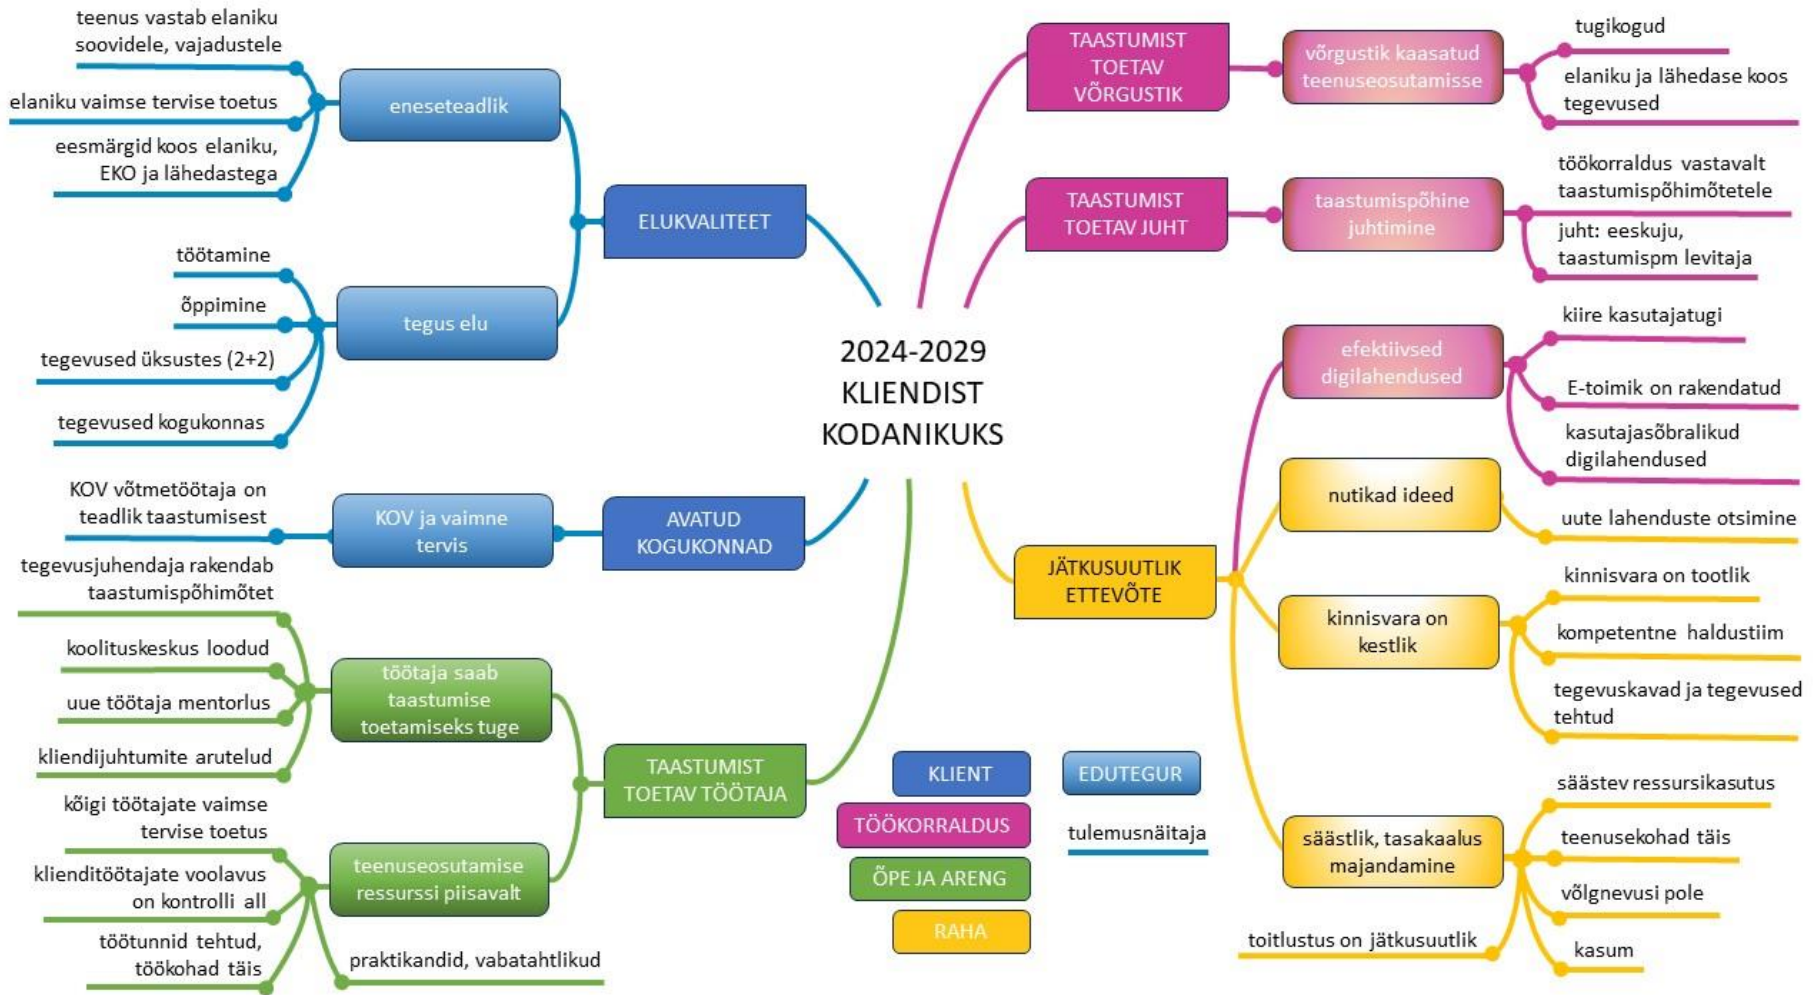 teenus vastab elaniku
soovidele, vajadustele
elaniku vaimse tervise toetus
eesmärgid koos elaniku,
EKO ja lähedastega
eneseteadlik
töötamine
õppimine
tegevused üksustes (2+2)
tegevused kogukonnas
tegus elu
ELUKVALITEET
KOV võtmetöötaja on
teadlik taastumisest
KOV ja vaimne
tervis
AVATUD
KOGUKONNAD
tegevusjuhendaja rakendab
taastumispõhimõtet
koolituskeskus loodud
uue töötaja mentorlus
kliendijuhtumite arutelud
töötaja saab
taastumise
toetamiseks tuge
kõigi töötajate vaimse
tervise toetus
klienditöötajate voolavus
on kontrolli all
töötunnid tehtud,
töökohad täis
praktikandid, vabatahtlikud
teenuseosutamise
ressurssi piisavalt
TAASTUMIST
TOETAV TÖÖTAJA
2024-2029
KLIENDIST
KODANIKUKS
TAASTUMIST
TOETAV
VÕRGUSTIK
võrgustik kaasatud
teenuseosutamisse
tugikogud
elaniku ja lähedase koos
tegevused
TAASTUMIST
TOETAV JUHT
taastumispõhine
juhtimine
töökorraldus vastavalt
taastumispõhimõtetele
juht: eeskuju,
taastumispm levitaja
JÄTKUSUUTLIK
ETTEVÕTE
efektiivsed
digilahendused
kiire kasutajatugi
E-toimik on rakendatud
kasutajasõbralikud
digilahendused
nutikad ideed
uute lahenduste otsimine
kinnisvara on
kestlik
kinnisvara on tootlik
kompetentne haldustiim
tegevuskavad ja tegevused
tehtud
säästlik, tasakaalus
majandamine
säästev ressursikasutus
teenusekohad täis
võlgnevusi pole
kasum
toitlustus on jätkusuutlik
KLIENT
TÖÖKORRALDUS
ÕPE JA ARENG
RAHA
EDUTEGUR
tulemusnäitaja